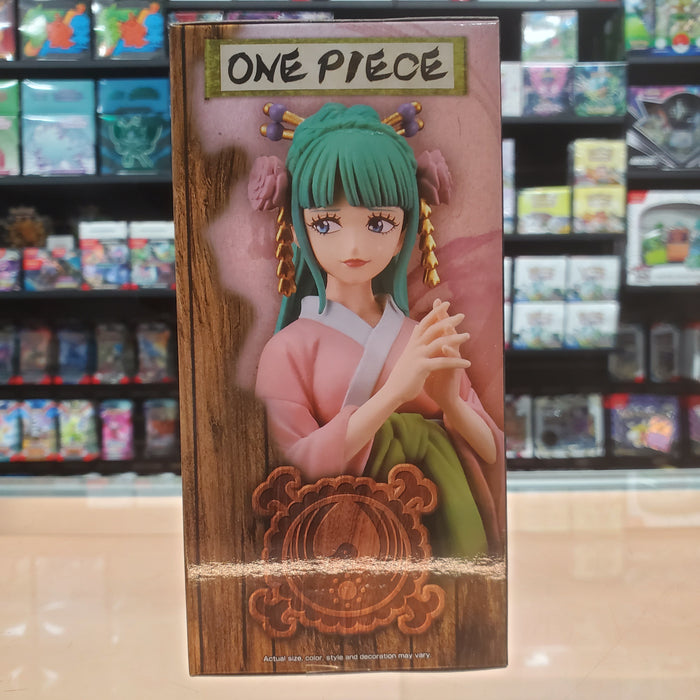 ONE PIECE
Actual size, color, style and decoration may vary.